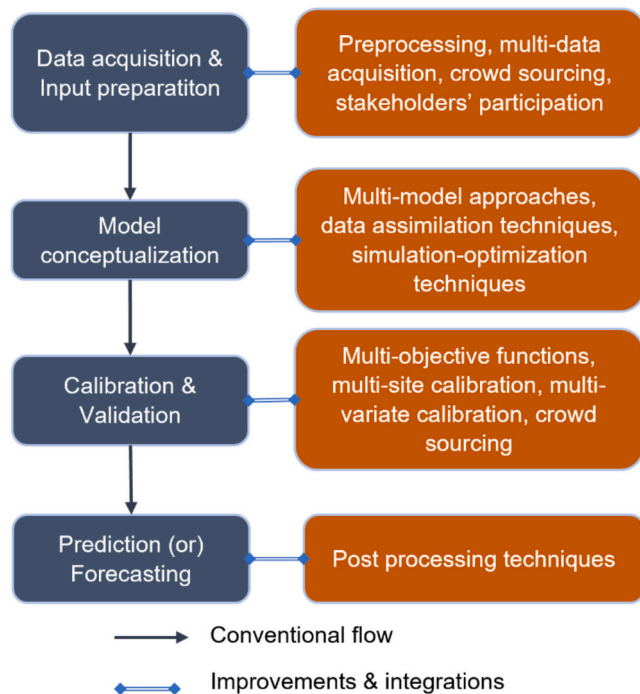 Data acquisition &
Input preparatiton
Preprocessing, multi-data
acquisition, crowd sourcing,
stakeholders' participation
Model
conceptualization
Multi-model approaches,
data assimilation techniques,
simulation-optimization
techniques
Calibration &
Validation
Multi-objective functions,
multi-site calibration, multi-
variate calibration, crowd
sourcing
Prediction (or)
Forecasting
Post processing techniques
Conventional flow
Improvements & integrations